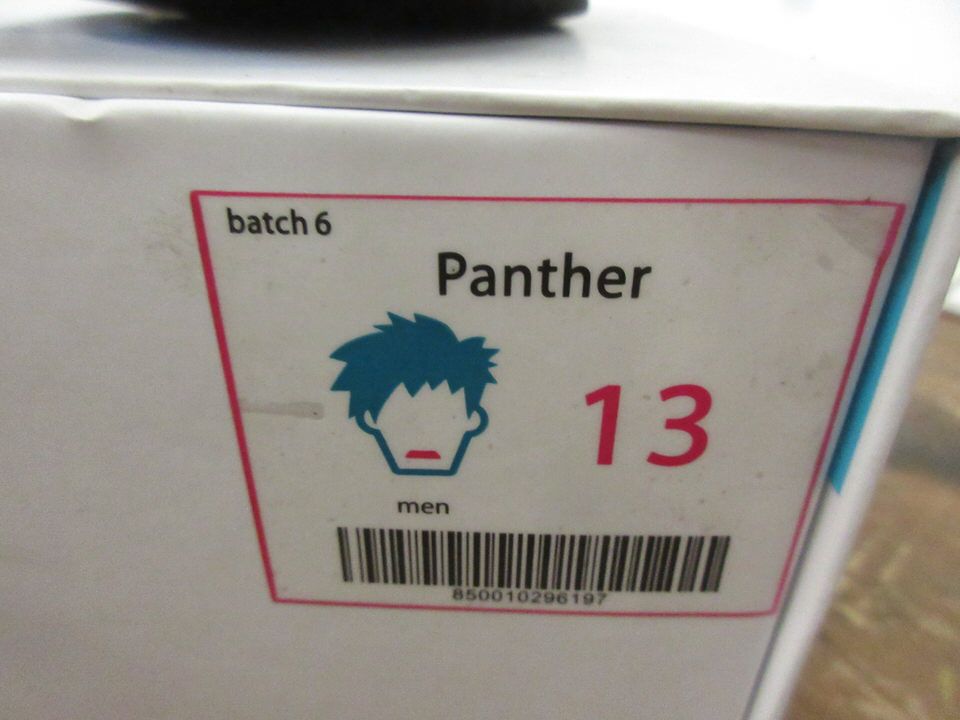 batch 6
Panther
13
men
850010296197